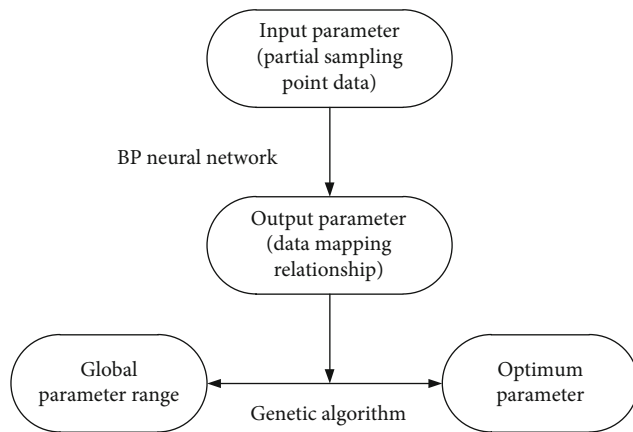 Input parameter
(partial sampling
point data)
BP neural network
Output parameter
(data mapping
relationship)
Global
parameter range
Genetic algorithm
Optimum
parameter